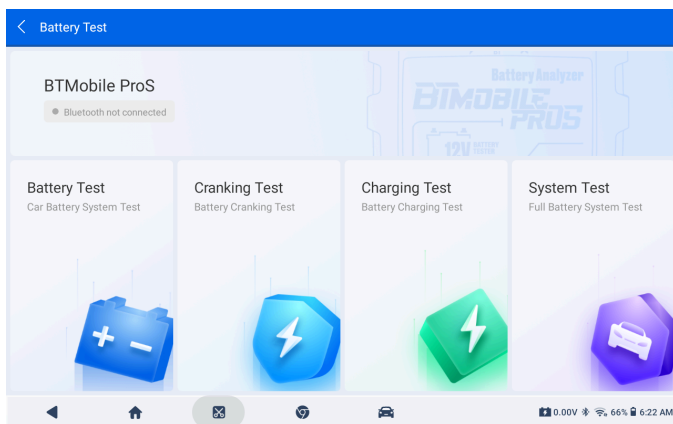 Battery Test
BTMobile ProS
Bluetooth not connected
Battery Analyzer
BTMOBILE
PROS
12V BATTERY
TESTER
Battery Test
Car Battery System Test
Cranking Test
Battery Cranking Test
Charging Test
Battery Charging Test
System Test
Full Battery System Test
0.00V 66% 6:22 AM